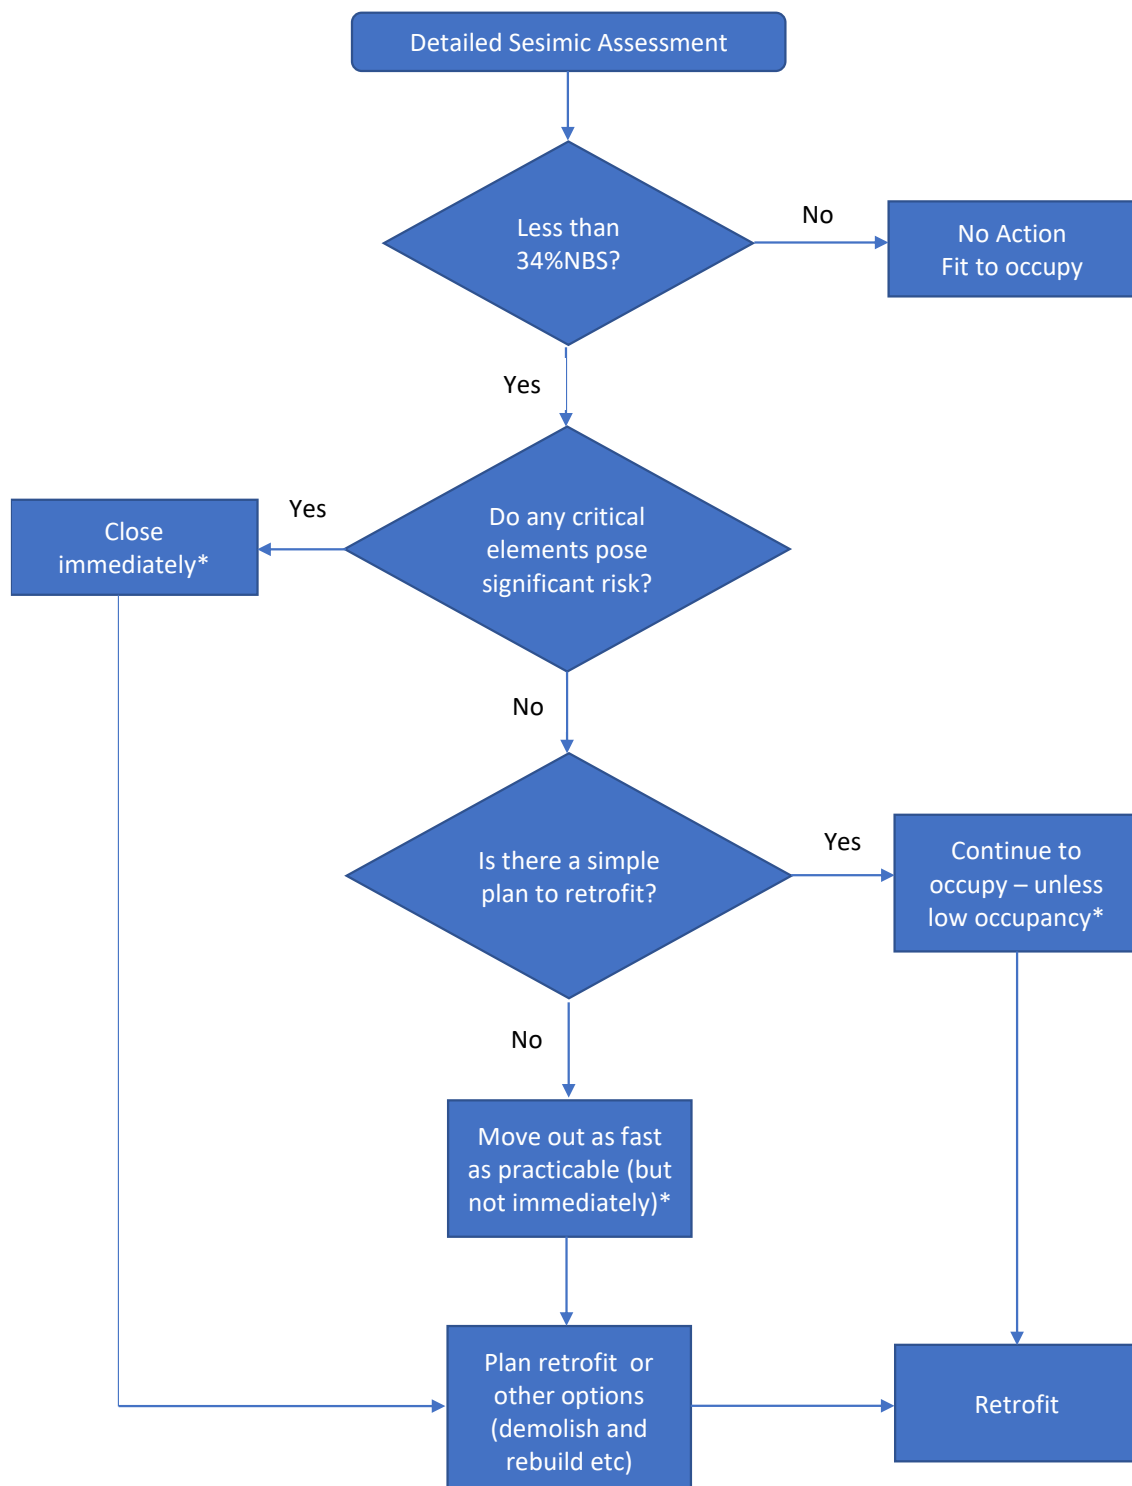 Detailed Sesimic Assessment
Less than
34%NBS?
No
No Action
Fit to occupy
Yes
Do any critical
elements pose
significant risk?
Yes
Close
immediately*
No
Is there a simple
plan to retrofit?
Yes
Continue to
occupy – unless
low occupancy*
No
Move out as fast
as practicable (but
not immediately)*
Plan retrofit or
other options
(demolish and
rebuild etc)
Retrofit